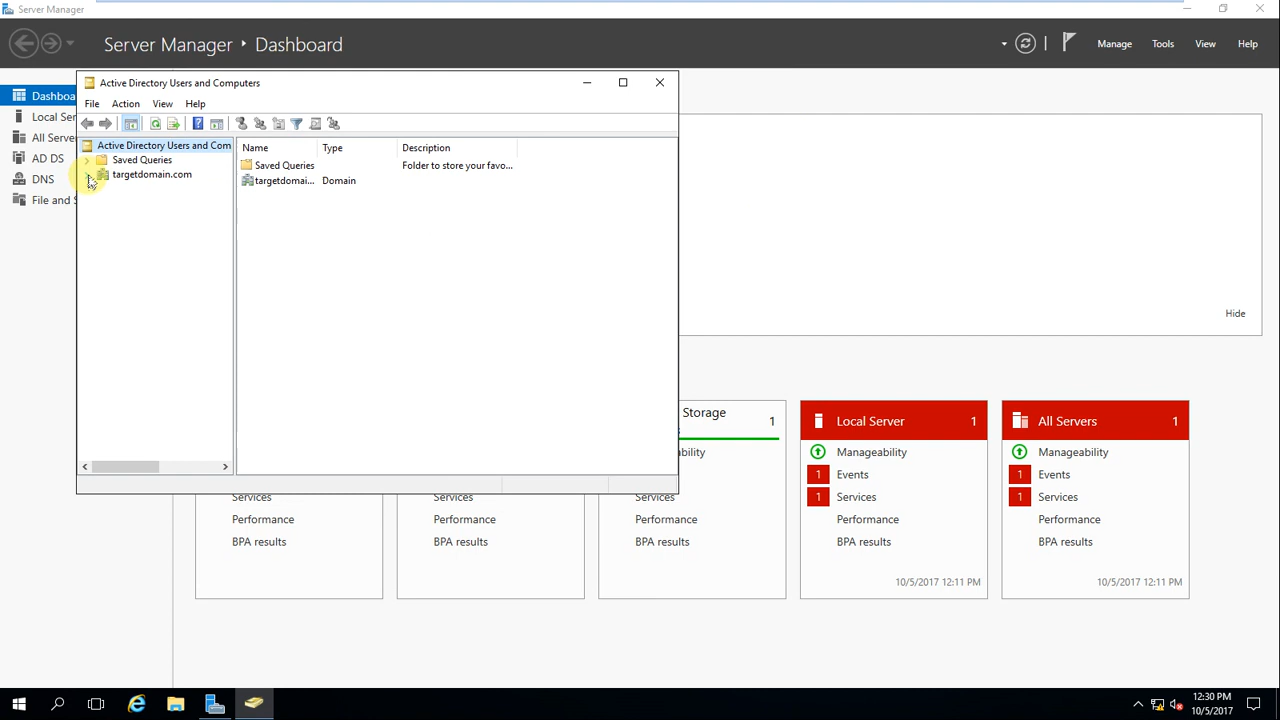 Server Manager
Server Manager ‣ Dashboard
Manage Tools View Help
Dashboa
Local Ser
All Serve
AD DS
DNS
File and S
Active Directory Users and Computers
File Action View Help
Active Directory Users and Com
Saved Queries
targetdomain.com
Name Type Description
Saved Queries Folder to store your favo...
targetdomai... Domain
Hide
Storage 1
Local Server 1
All Servers 1
Manageability
1 Events
1 Services
Performance
BPA results
10/5/2017 12:11 PM
Manageability
1 Events
1 Services
Performance
BPA results
10/5/2017 12:11 PM
ability
Services
Performance
BPA results
Services
Performance
BPA results
Services
Performance
BPA results
12:30 PM
10/5/2017